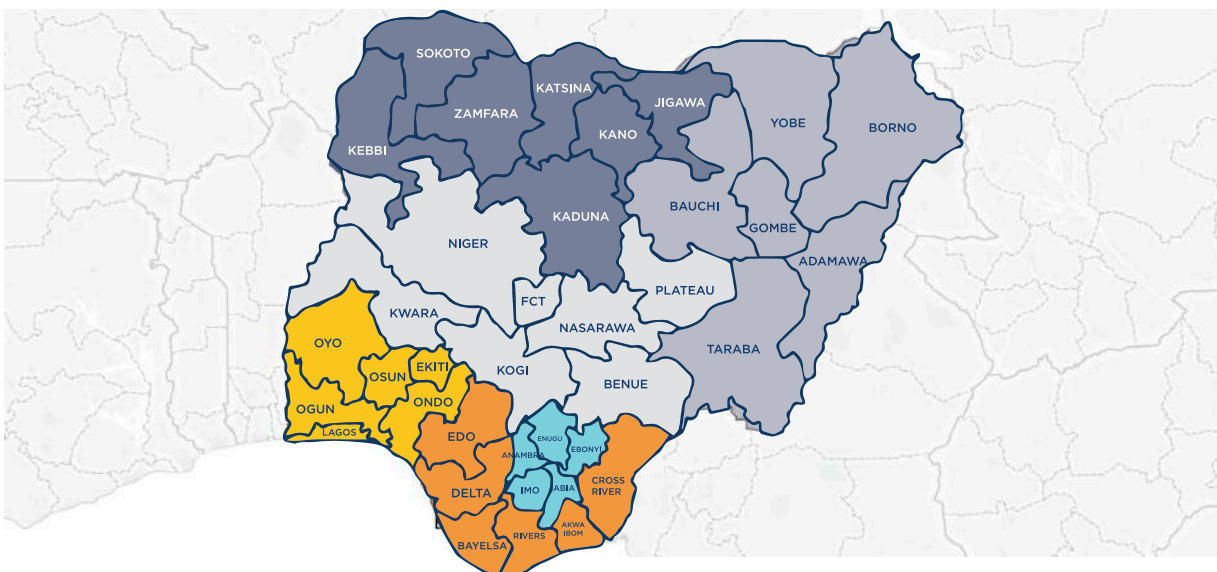 SOKOTO
KATSINA
JIGAWA
ZAMFARA
KANO
YOBE
BORNO
KEBBI
KADUNA
BAUCHI
GOMBE
NIGER
ADAMAWA
FCT
PLATEAU
KWARA
NASARAWA
OYO
TARABA
OSUN
EKITI
KOGI
BENUE
OGUN
ONDO
LAGOS
EDO
ENUGU
ANAMBRA
EBONYI
DELTA
IMO
ABIA
CROSS
RIVER
BAYELSA
RIVERS
AKWA
IBOM